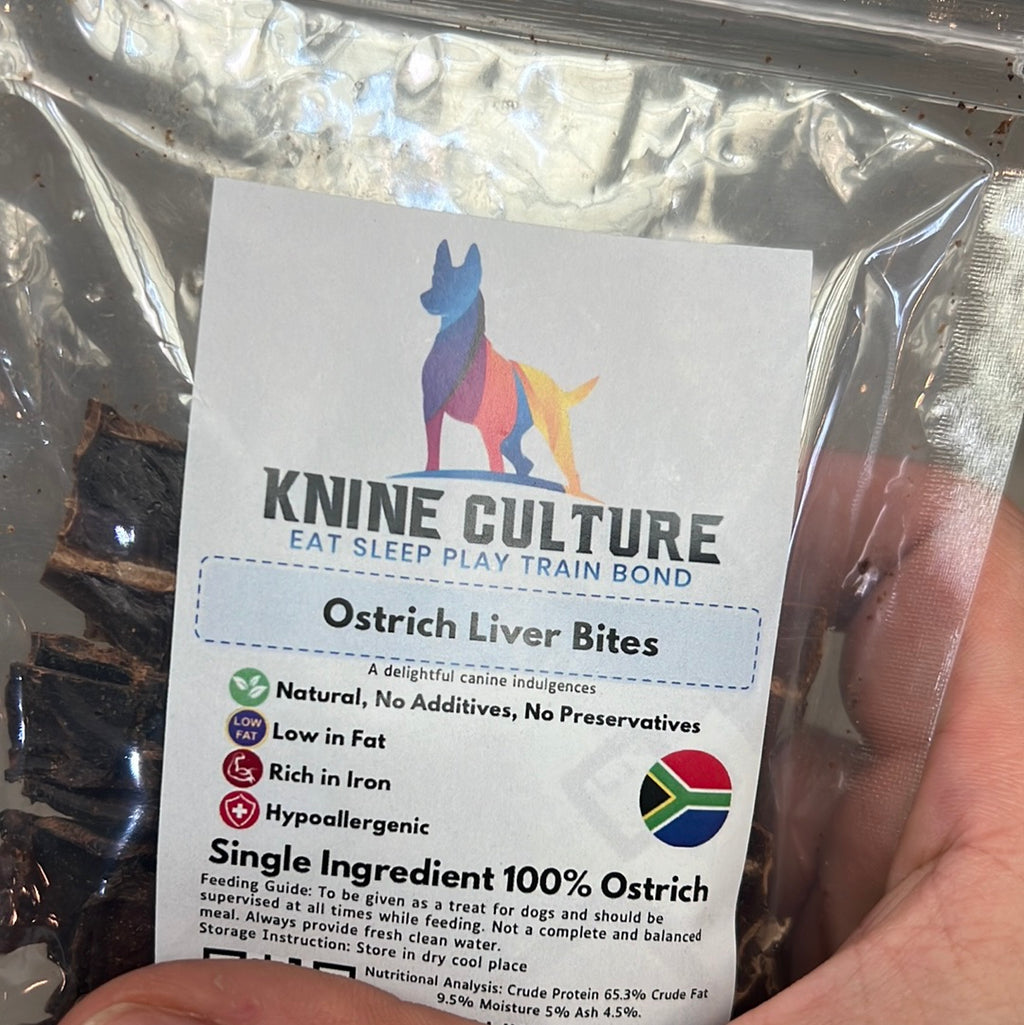 KNINE CULTURE
EAT SLEEP PLAY TRAIN BOND
Ostrich Liver Bites
A delightful canine indulgences
Natural, No Additives, No Preservatives
LOW
FAT
Low in Fat
Rich in Iron
Hypoallergenic
Single Ingredient 100% Ostrich
Feeding Guide: To be given as a treat for dogs and should be
supervised at all times while feeding. Not a complete and balanced
meal. Always provide fresh clean water.
Storage Instruction: Store in dry cool place
Nutritional Analysis: Crude Protein 65.3% Crude Fat
9.5% Moisture 5% Ash 4.5%.